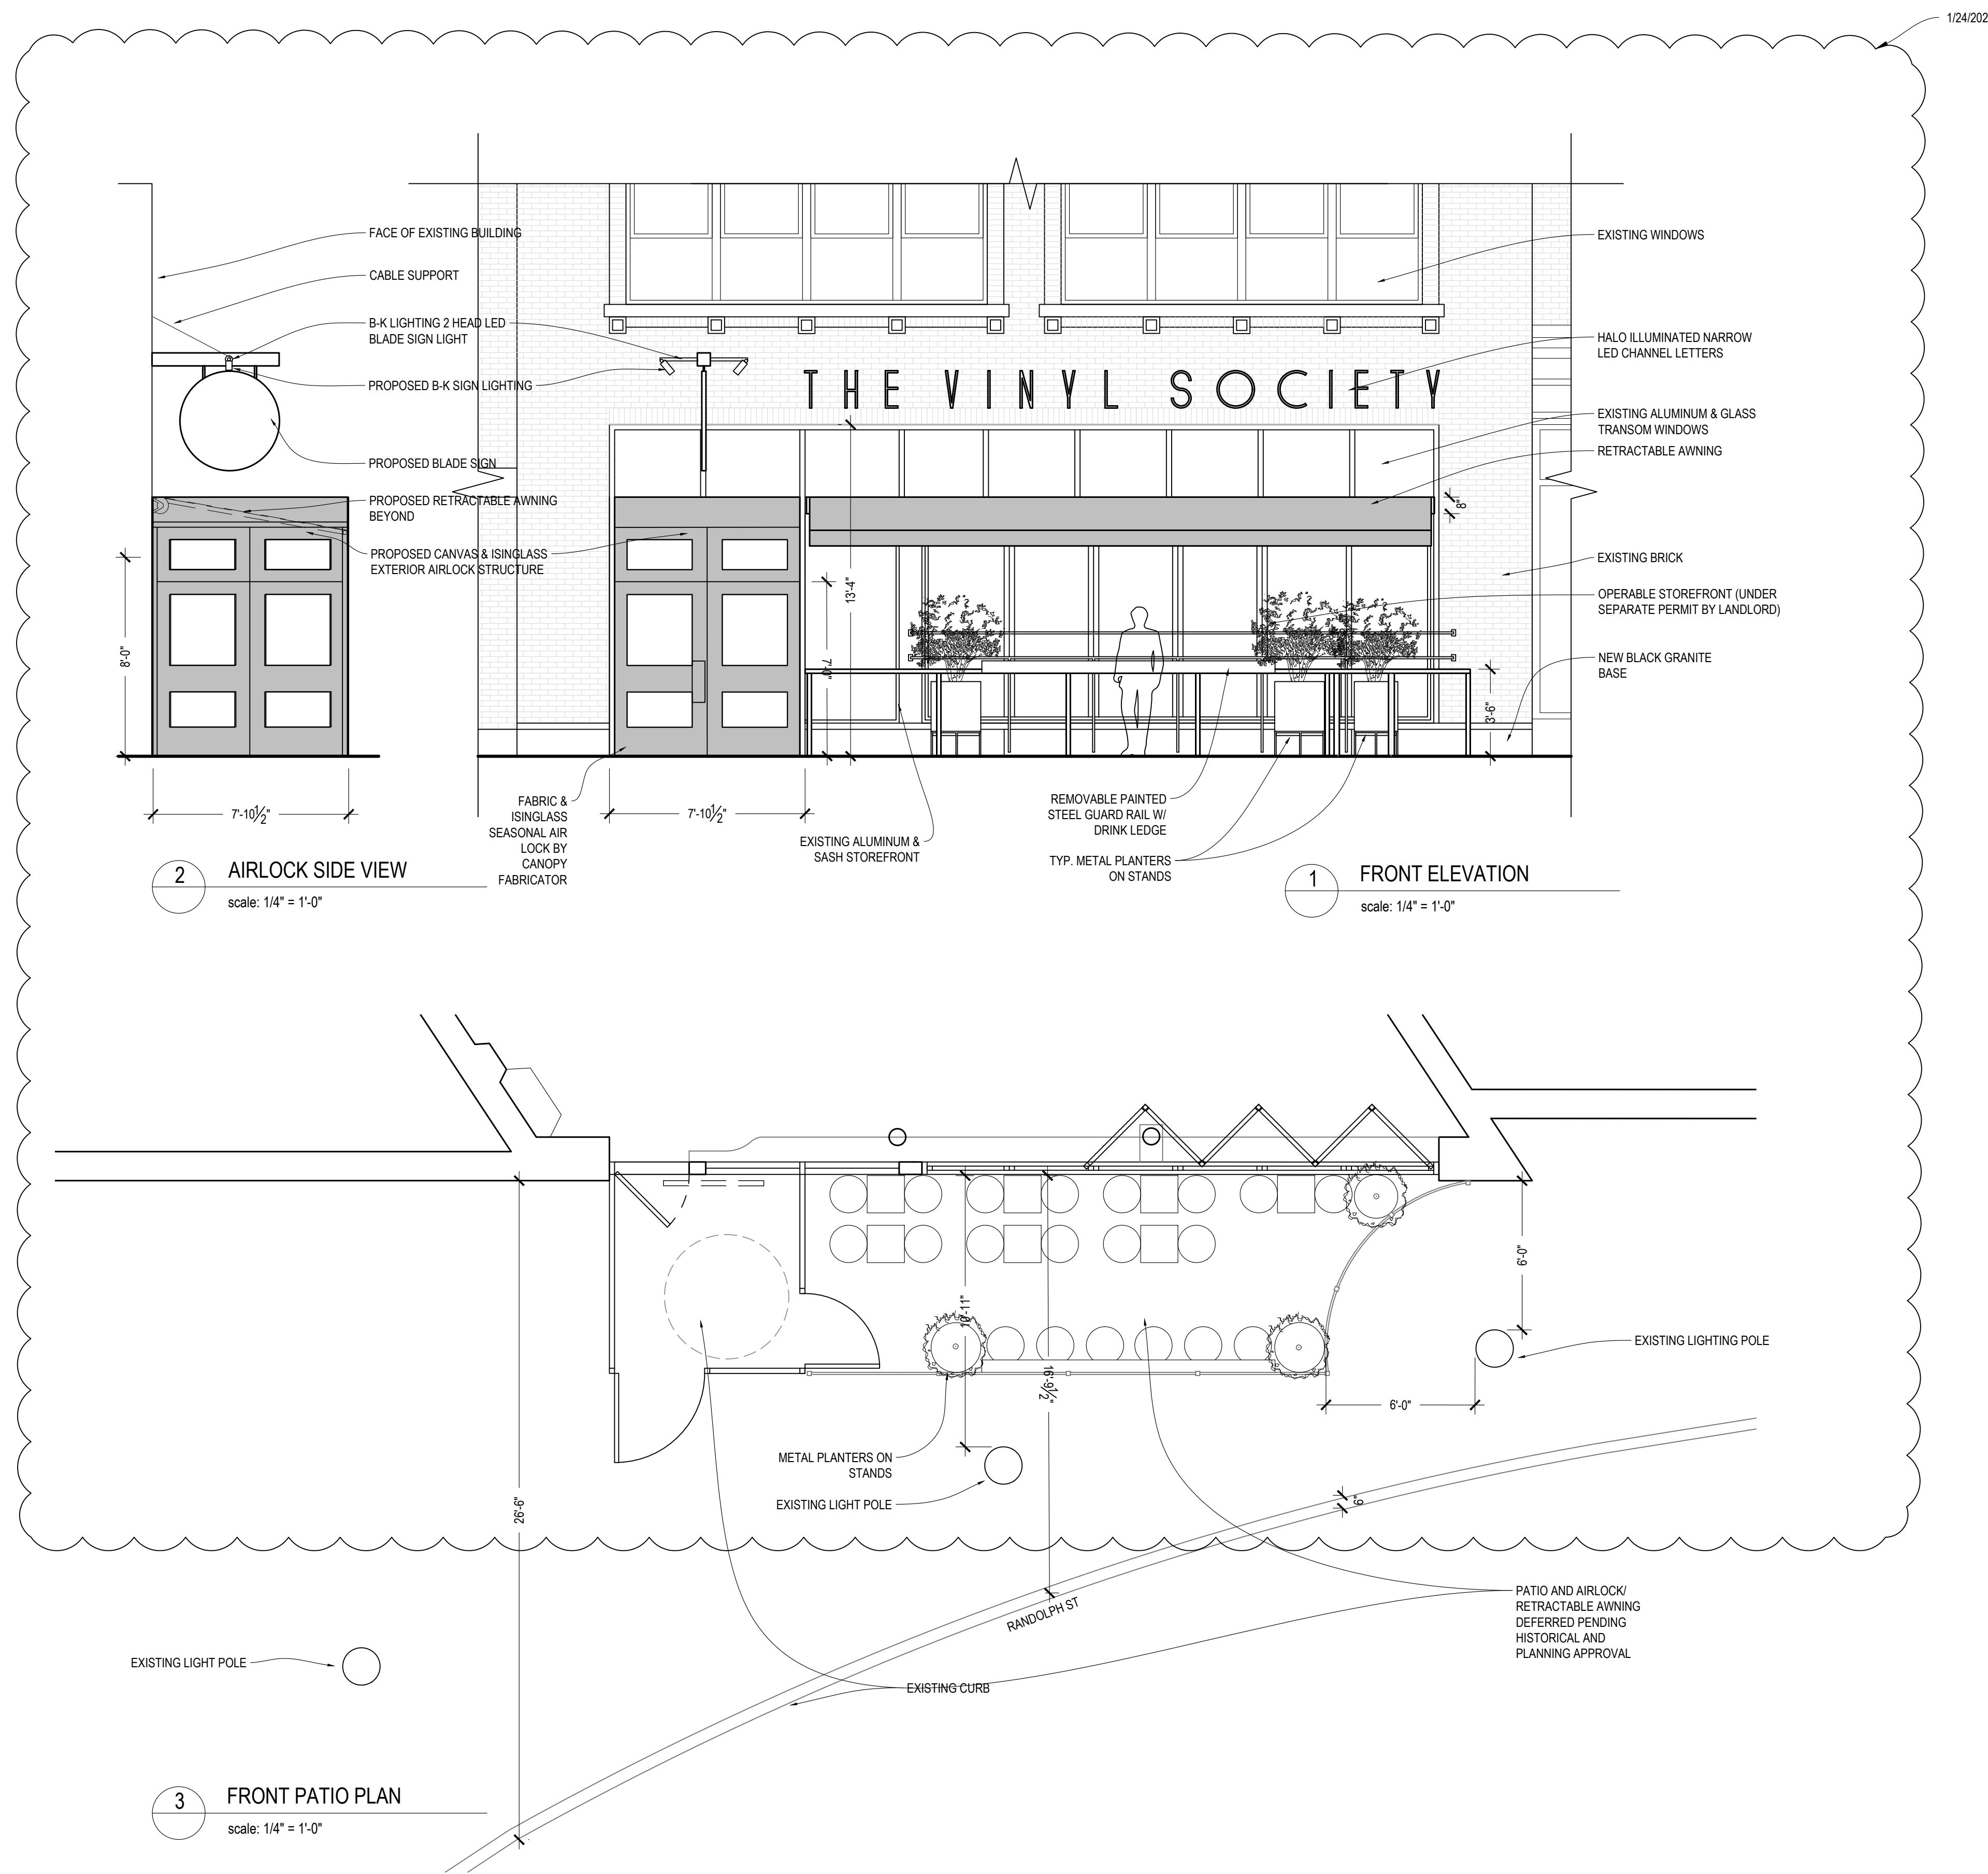 1/24/202
FACE OF EXISTING BUILDING
CABLE SUPPORT
B-K LIGHTING 2 HEAD LED
BLADE SIGN LIGHT
PROPOSED B-K SIGN LIGHTING
PROPOSED BLADE SIGN
PROPOSED RETRACTABLE AWNING
BEYOND
PROPOSED CANVAS & ISINGLASS
EXTERIOR AIRLOCK STRUCTURE
8'-0"
7'-10½"
2
AIRLOCK SIDE VIEW
scale: 1/4" = 1'-0"
THE VINYL SOCIETY
EXISTING WINDOWS
HALO ILLUMINATED NARROW
LED CHANNEL LETTERS
EXISTING ALUMINUM & GLASS
TRANSOM WINDOWS
RETRACTABLE AWNING
8"
EXISTING BRICK
OPERABLE STOREFRONT (UNDER
SEPARATE PERMIT BY LANDLORD)
NEW BLACK GRANITE
BASE
13'-4"
7'-0"
3'-6"
7'-10½"
FABRIC &
ISINGLASS
SEASONAL AIR
LOCK BY
CANOPY
FABRICATOR
EXISTING ALUMINUM &
SASH STOREFRONT
REMOVABLE PAINTED
STEEL GUARD RAIL W/
DRINK LEDGE
TYP. METAL PLANTERS
ON STANDS
1
FRONT ELEVATION
scale: 1/4" = 1'-0"
6'-0"
10'-11"
16'-9½"
EXISTING LIGHTING POLE
6'-0"
METAL PLANTERS ON
STANDS
EXISTING LIGHT POLE
26'-6"
6"
RANDOLPH ST
PATIO AND AIRLOCK/
RETRACTABLE AWNING
DEFERRED PENDING
HISTORICAL AND
PLANNING APPROVAL
EXISTING LIGHT POLE
EXISTING CURB
3
FRONT PATIO PLAN
scale: 1/4" = 1'-0"